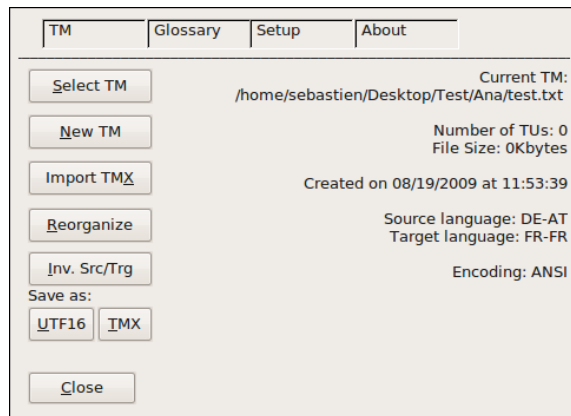 TM Glossary Setup About
Select TM
Current TM:
/home/sebastien/Desktop/Test/Ana/test.txt
New TM
Number of TUs: 0
File Size: 0Kbytes
Import TMX
Created on 08/19/2009 at 11:53:39
Reorganize
Source language: DE-AT
Target language: FR-FR
Inv. Src/Trg
Encoding: ANSI
Save as:
UTF16 TMX
Close